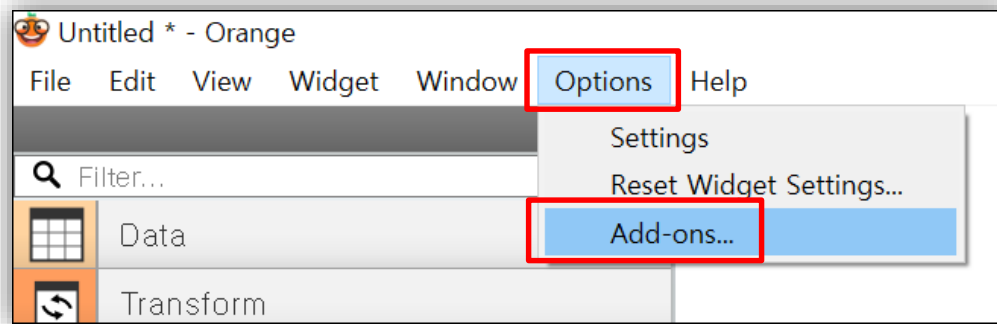 Untitled * - Orange
File Edit View Widget Window Options Help
Settings
Filter...
Reset Widget Settings...
Data
Add-ons...
Transform